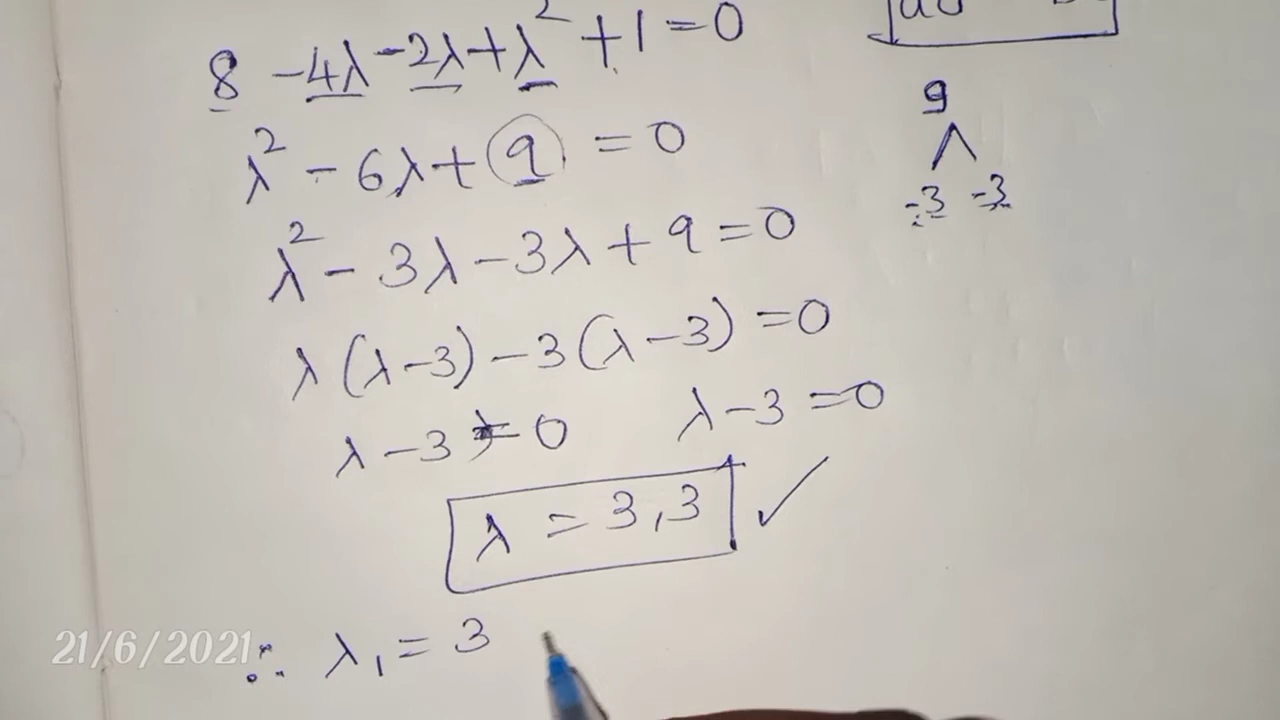 8 - 4λ - 2λ + λ² + 1 = 0
λ² - 6λ + 9 = 0
9
-3 -3
λ² - 3λ - 3λ + 9 = 0
λ (λ - 3) - 3 (λ - 3) = 0
λ - 3 = 0 λ - 3 = 0
λ = 3, 3 ✓
∴ λ₁ = 3
21/6/2021